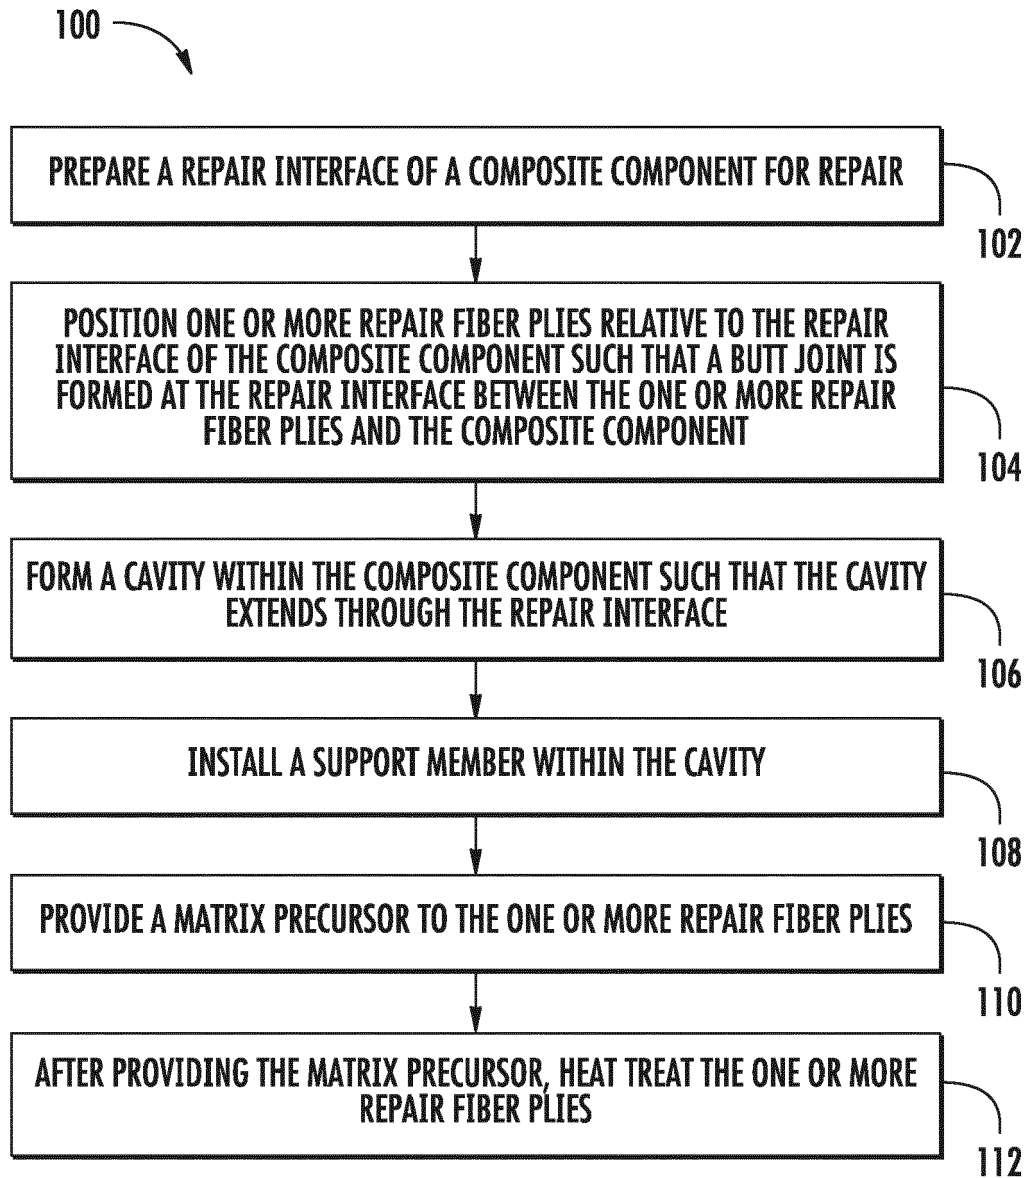 100
PREPARE A REPAIR INTERFACE OF A COMPOSITE COMPONENT FOR REPAIR
102
POSITION ONE OR MORE REPAIR FIBER PLIES RELATIVE TO THE REPAIR
INTERFACE OF THE COMPOSITE COMPONENT SUCH THAT A BUTT JOINT IS
FORMED AT THE REPAIR INTERFACE BETWEEN THE ONE OR MORE REPAIR
FIBER PLIES AND THE COMPOSITE COMPONENT
104
FORM A CAVITY WITHIN THE COMPOSITE COMPONENT SUCH THAT THE CAVITY
EXTENDS THROUGH THE REPAIR INTERFACE
106
INSTALL A SUPPORT MEMBER WITHIN THE CAVITY
108
PROVIDE A MATRIX PRECURSOR TO THE ONE OR MORE REPAIR FIBER PLIES
110
AFTER PROVIDING THE MATRIX PRECURSOR, HEAT TREAT THE ONE OR MORE
REPAIR FIBER PLIES
112